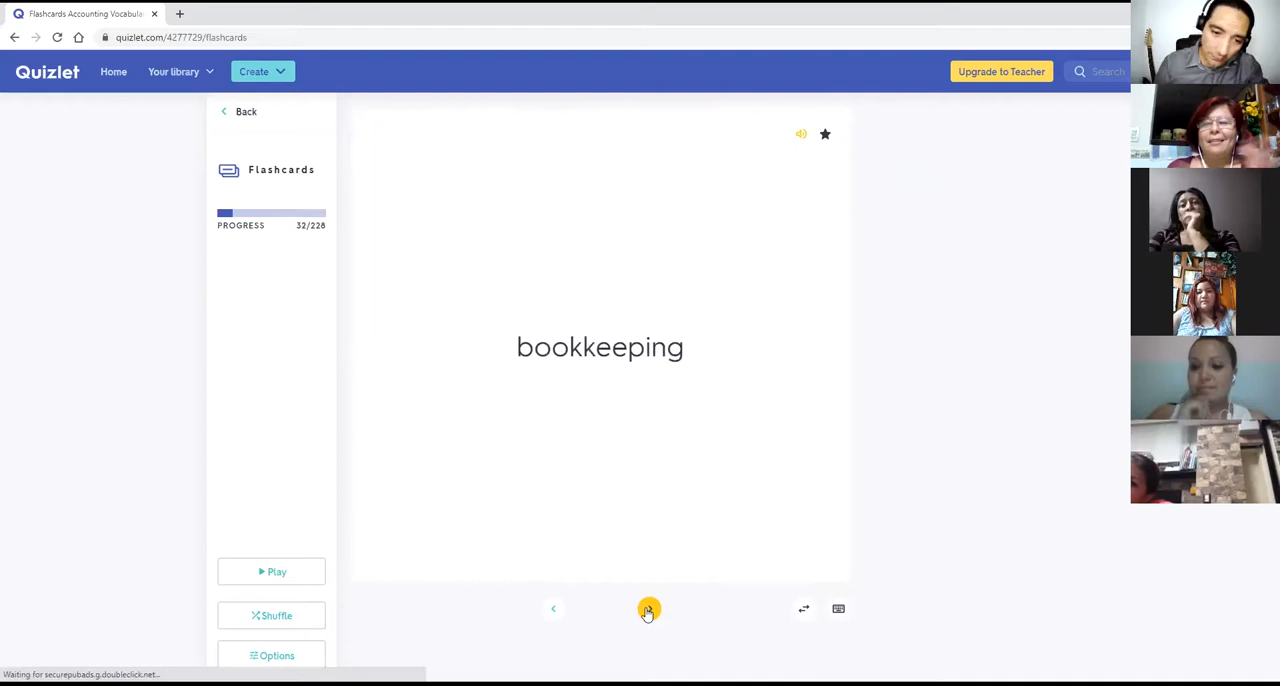 Flashcards Accounting Vocabula
quizlet.com/4277729/flashcards
Quizlet
Home
Your library
Create
Upgrade to Teacher
Search
Back
Flashcards
PROGRESS 32/228
bookkeeping
Play
Shuffle
Options
Waiting for securepubads.g.doubleclick.net...